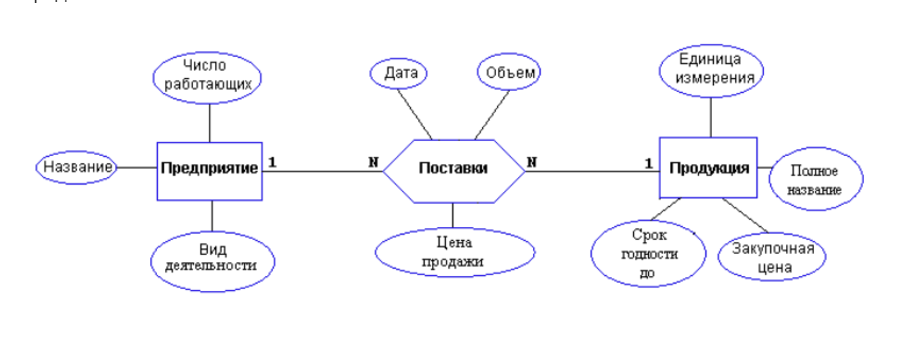 Число
работающих
Дата
Объем
Единица
измерения
Название
Предприятие
1
N
Поставки
N
1
Продукция
Полное
название
Вид
деятельности
Цена
продажи
Срок
годности
до
Закупочная
цена